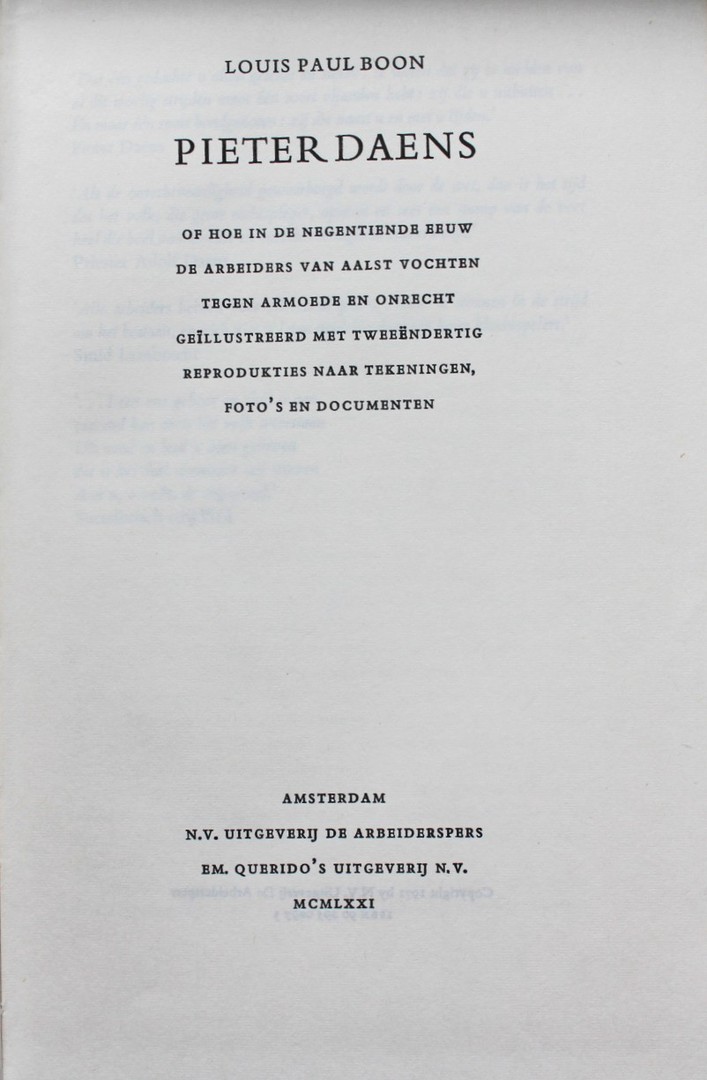 LOUIS PAUL BOON
PIETER DAENS
OF HOE IN DE NEGENTIENDE EEUW
DE ARBEIDERS VAN AALST VOCHTEN
TEGEN ARMOEDE EN ONRECHT
GEÏLLUSTREERD MET TWEEËNDERTIG
REPRODUKTIES NAAR TEKENINGEN,
FOTO'S EN DOCUMENTEN
AMSTERDAM
N.V. UITGEVERIJ DE ARBEIDERSPERS
EM. QUERIDO'S UITGEVERIJ N.V.
MCMLXXI